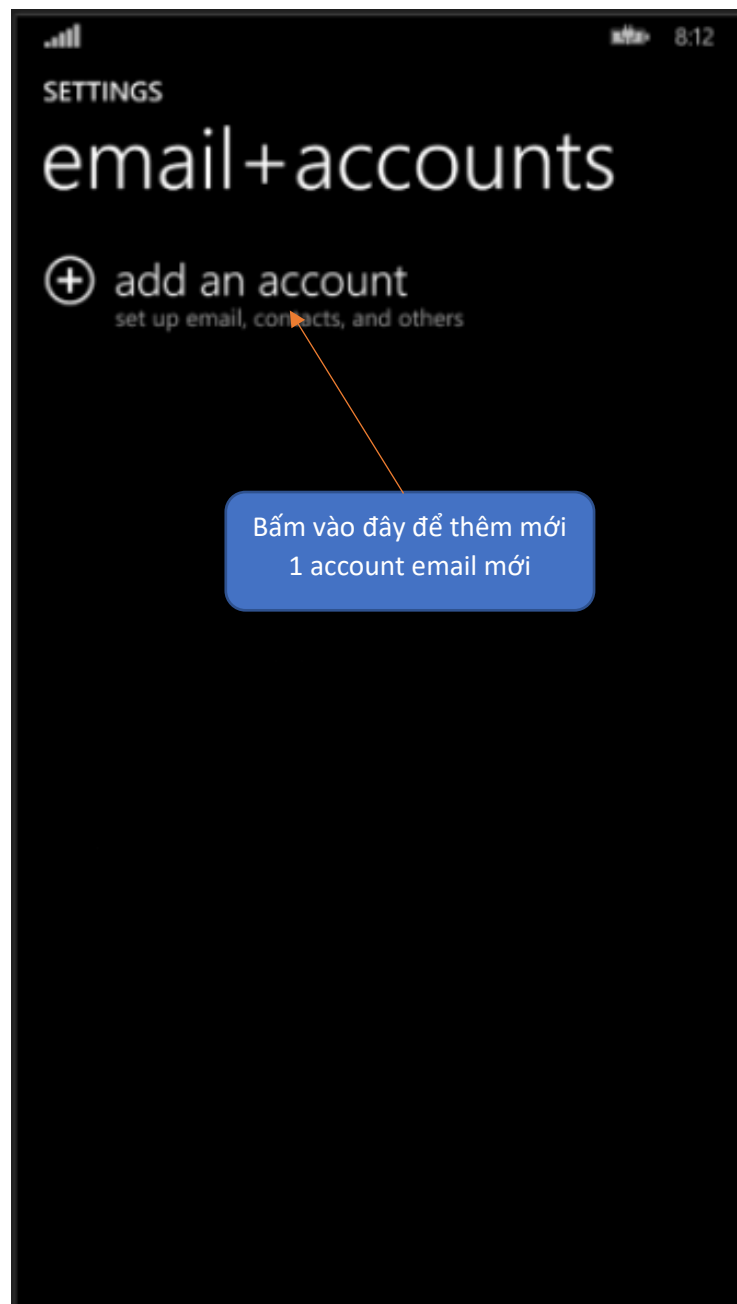 8:12
SETTINGS
email+accounts
add an account
set up email, contacts, and others
Bấm vào đây để thêm mới
1 account email mới